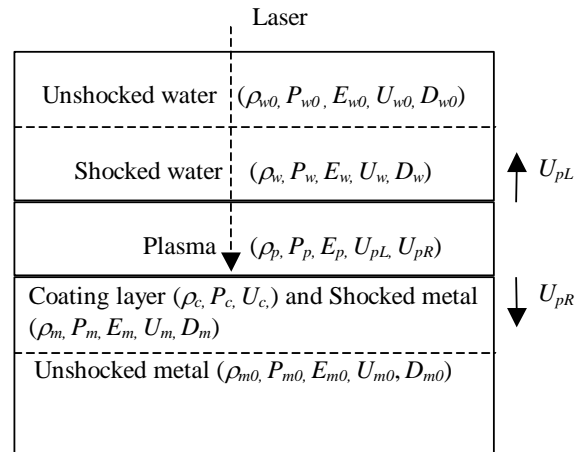 Laser
Unshocked water (ρw0, Pw0 , Ew0, Uw0, Dw0)
Shocked water (ρw, Pw, Ew, Uw, Dw)
UpL
Plasma (ρp, Pp, Ep, UpL, UpR)
Coating layer (ρc, Pc, Uc,) and Shocked metal
UpR
(ρm, Pm, Em, Um, Dm)
Unshocked metal (ρm0, Pm0, Em0, Um0, Dm0)